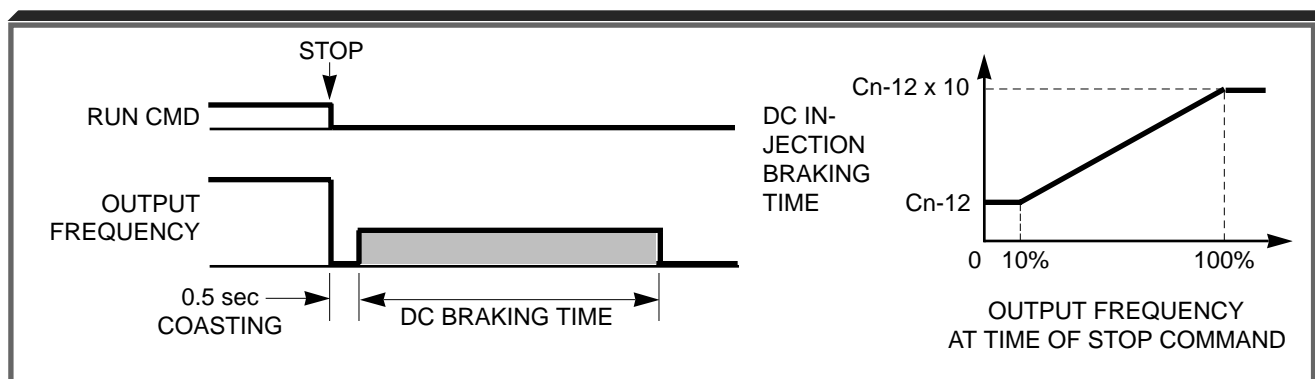 STOP
RUN CMD
OUTPUT
FREQUENCY
0.5 sec
COASTING
DC BRAKING TIME
DC IN-
JECTION
BRAKING
TIME
Cn-12 x 10
Cn-12
0 10% 100%
OUTPUT FREQUENCY
AT TIME OF STOP COMMAND